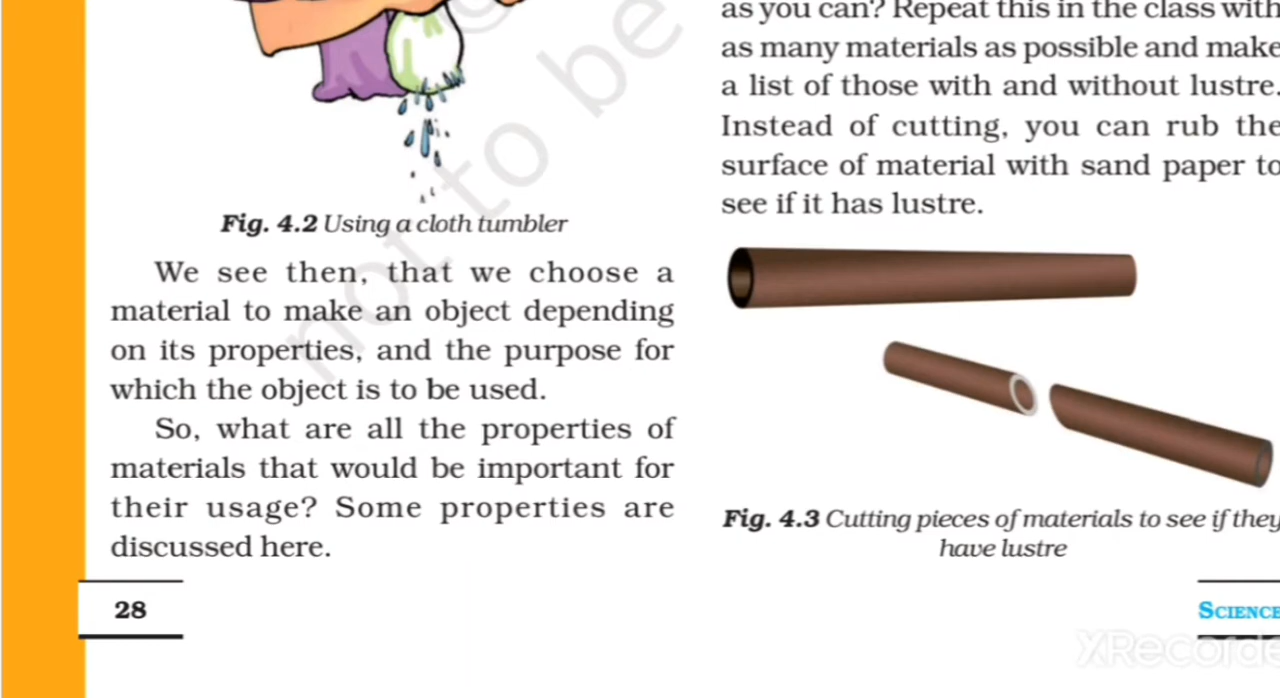 Fig. 4.2 Using a cloth tumbler
We see then, that we choose a
material to make an object depending
on its properties, and the purpose for
which the object is to be used.
So, what are all the properties of
materials that would be important for
their usage? Some properties are
discussed here.
28
as you can? Repeat this in the class with
as many materials as possible and make
a list of those with and without lustre.
Instead of cutting, you can rub the
surface of material with sand paper to
see if it has lustre.
Fig. 4.3 Cutting pieces of materials to see if they
have lustre
SCIENCE
not to be
XRecorde